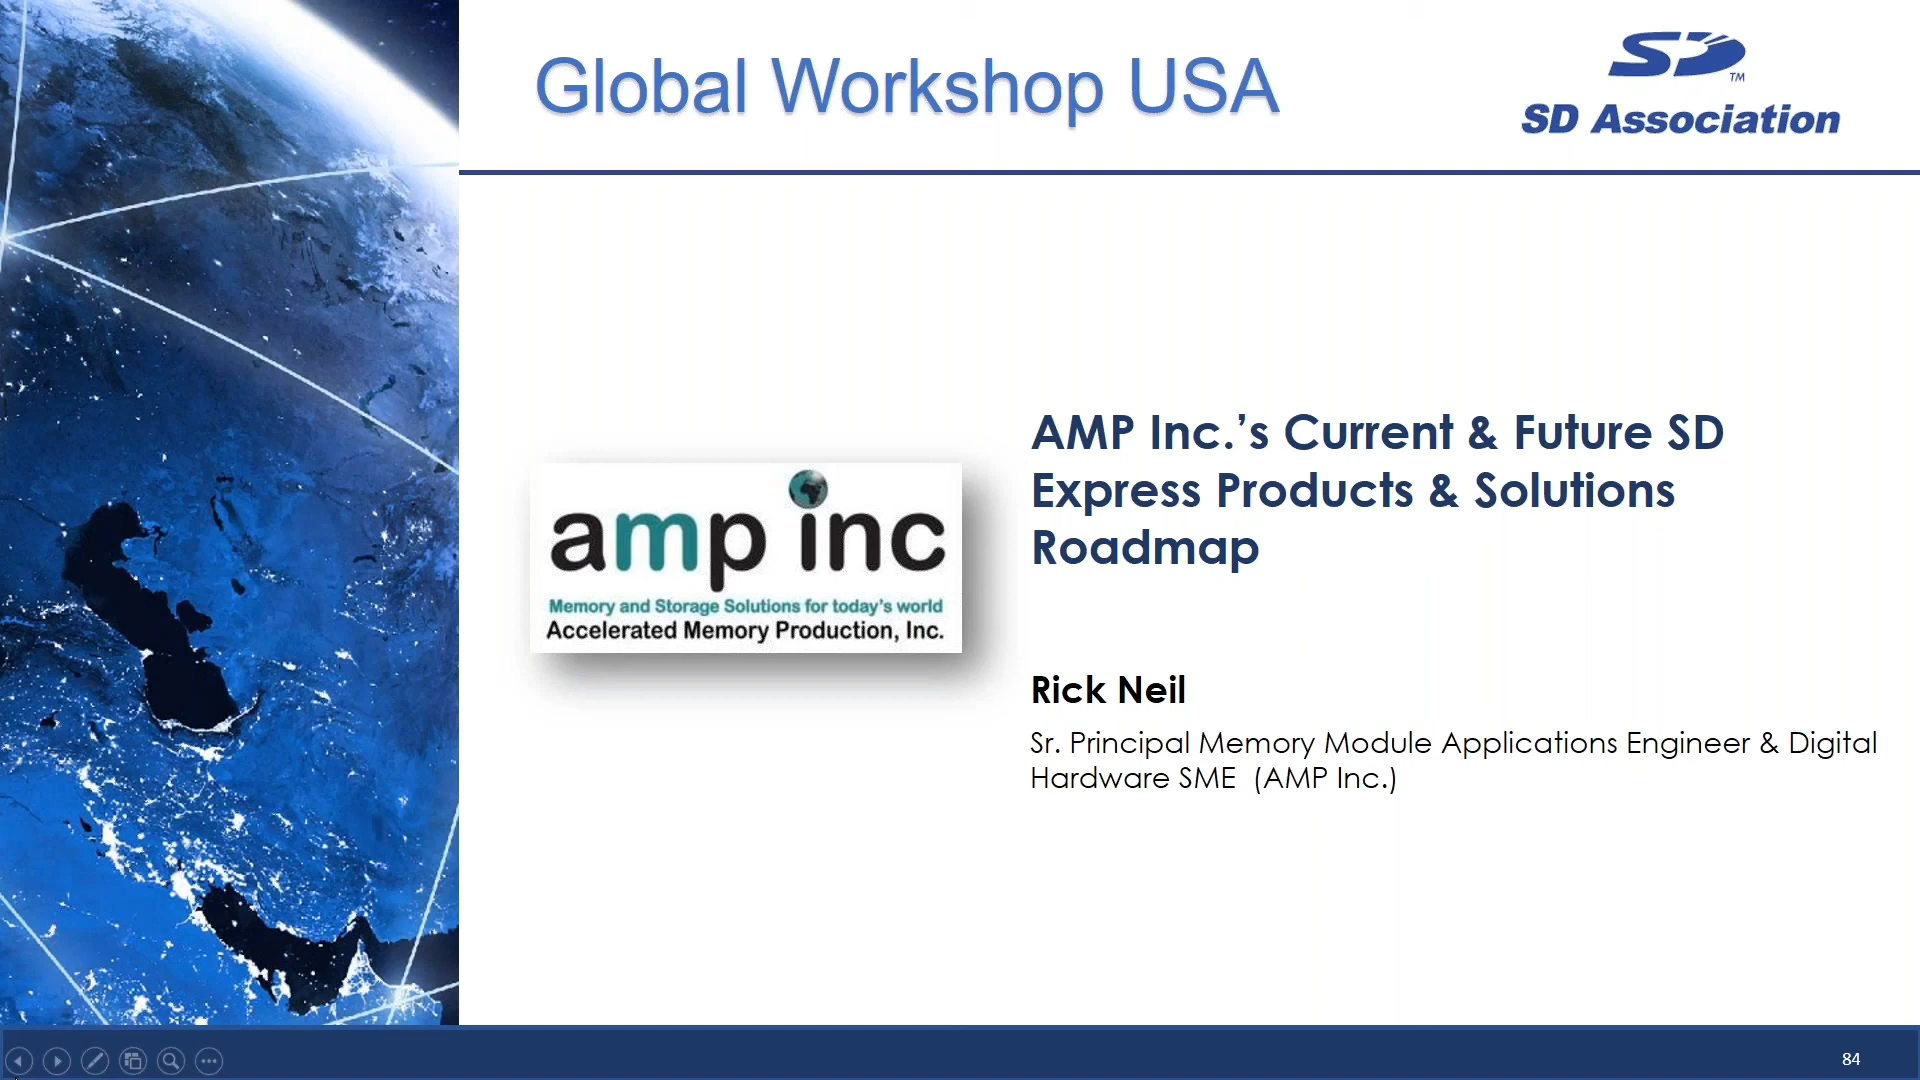 Global Workshop USA
SD
TM
SD Association
AMP Inc.’s Current & Future SD
Express Products & Solutions
Roadmap
amp inc
Memory and Storage Solutions for today's world
Accelerated Memory Production, Inc.
Rick Neil
Sr. Principal Memory Module Applications Engineer & Digital
Hardware SME  (AMP Inc.)
84